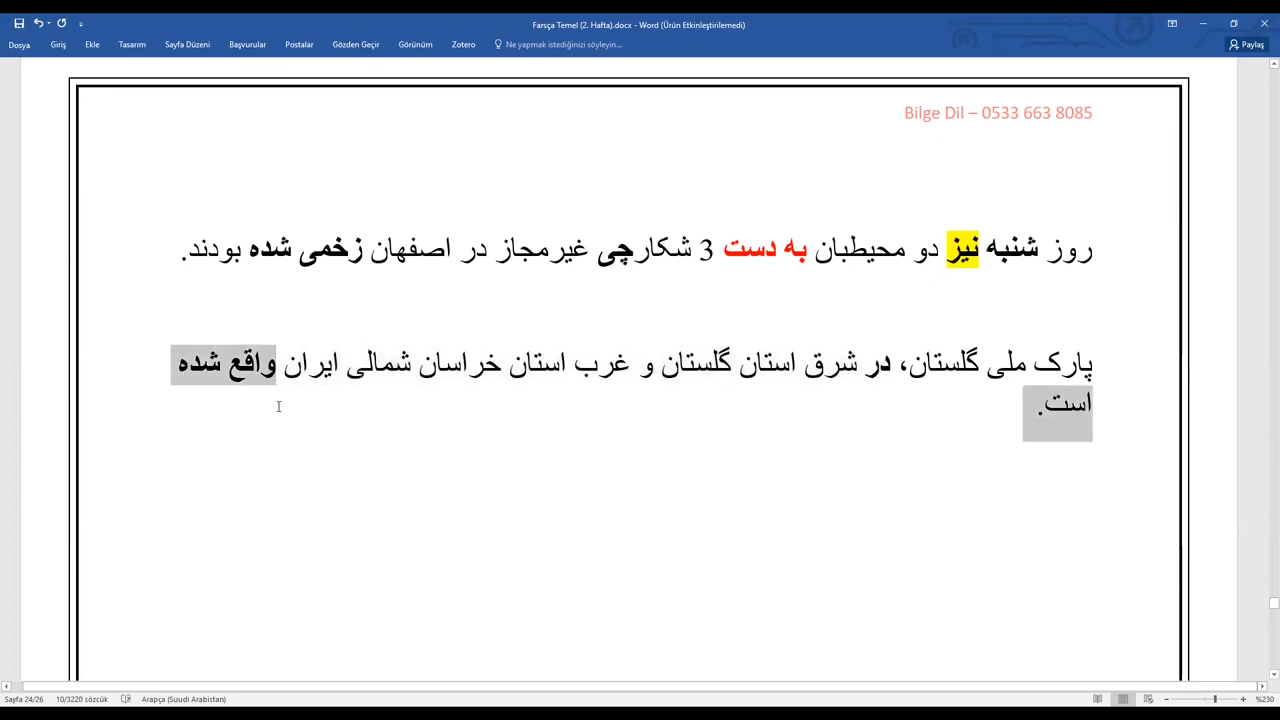 Farsça Temel (2. Hafta).docx - Word (Ürün Etkinleştirilemedi)
Dosya Giriş Ekle Tasarım Sayfa Düzeni Başvurular Postalar Gözden Geçir Görünüm Zotero Ne yapmak istediğinizi söyleyin... Paylaş
Bilge Dil – 0533 663 8085
روز شنبه نیز دو محیطبان به دست 3 شکارچی غیرمجاز در اصفهان زخمی شده بودند.
پارک ملی گلستان، در شرق استان گلستان و غرب استان خراسان شمالی ایران واقع شده
است.
Sayfa 24/26 10/3220 sözcük Arapça (Suudi Arabistan) %230